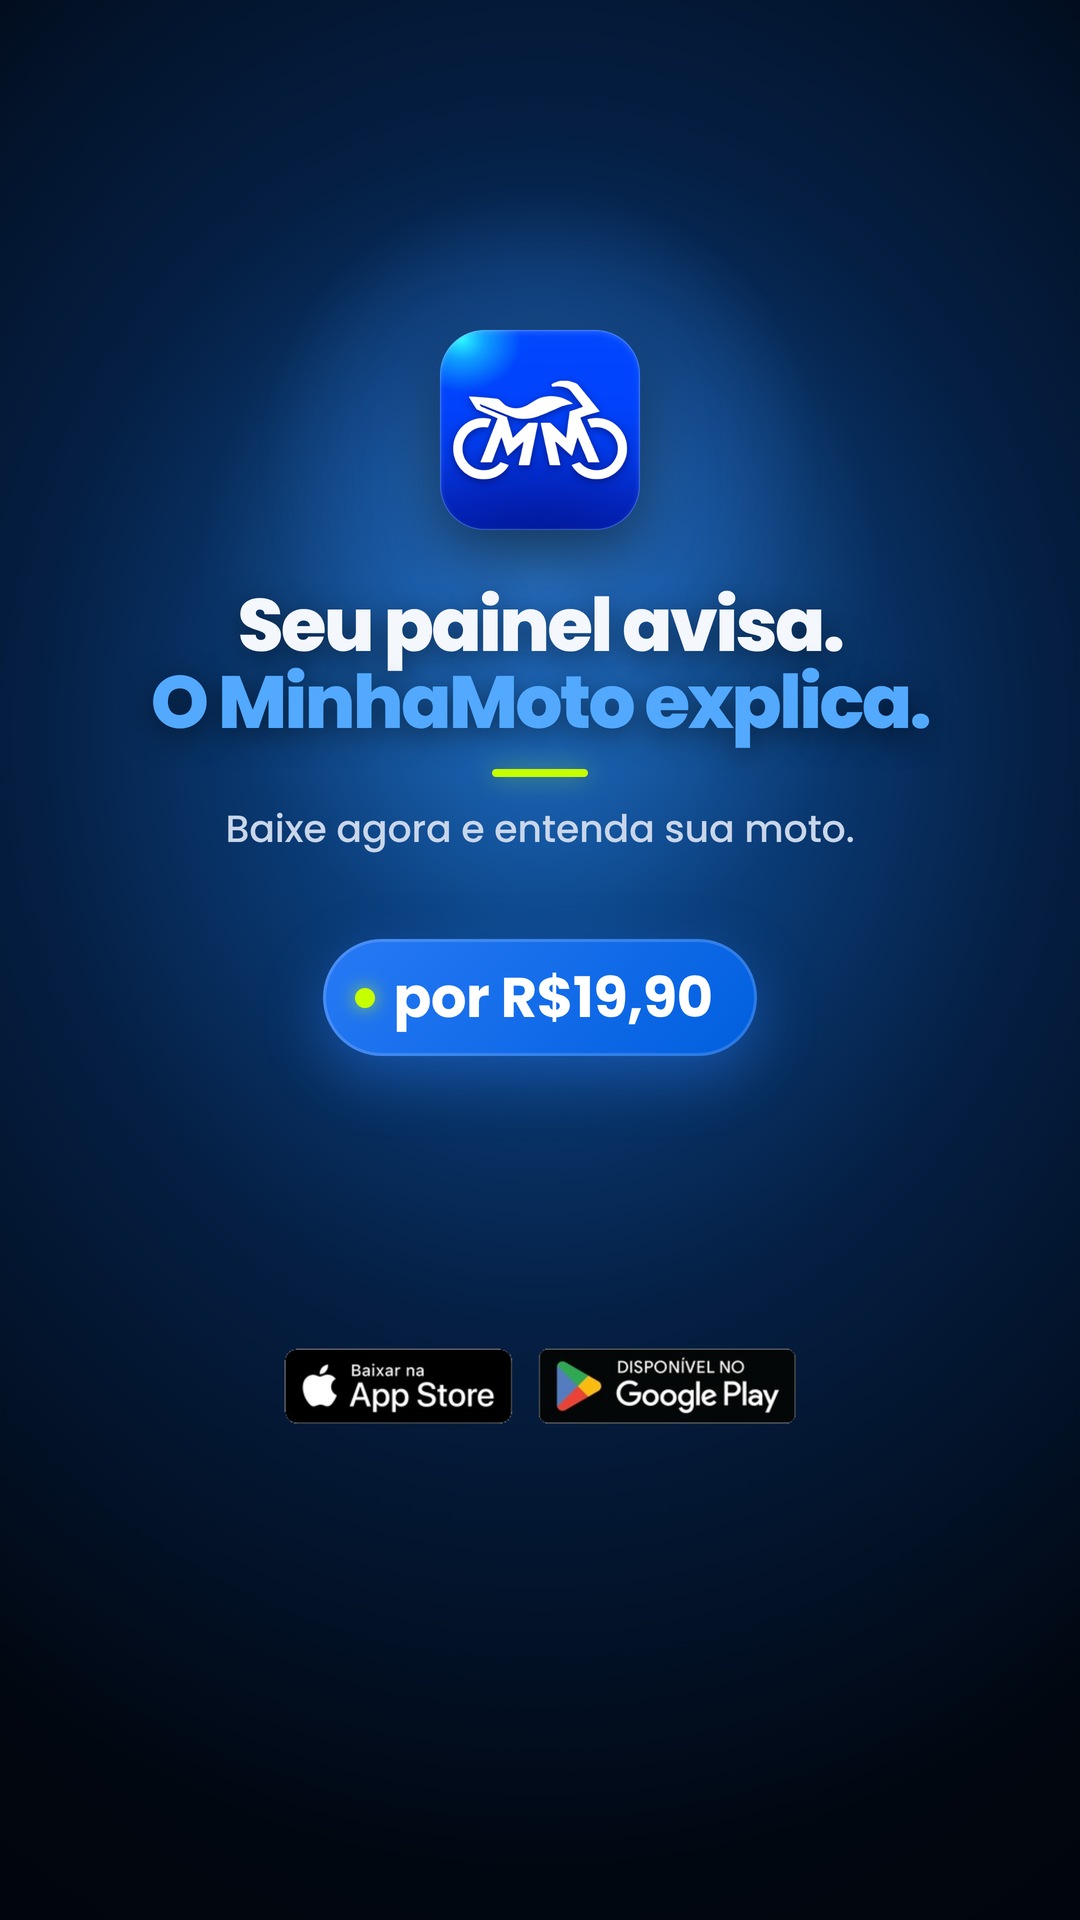 MM
Seu painel avisa.
O MinhaMoto explica.
Baixe agora e entenda sua moto.
por R$19,90
Baixar na
App Store
DISPONÍVEL NO
Google Play